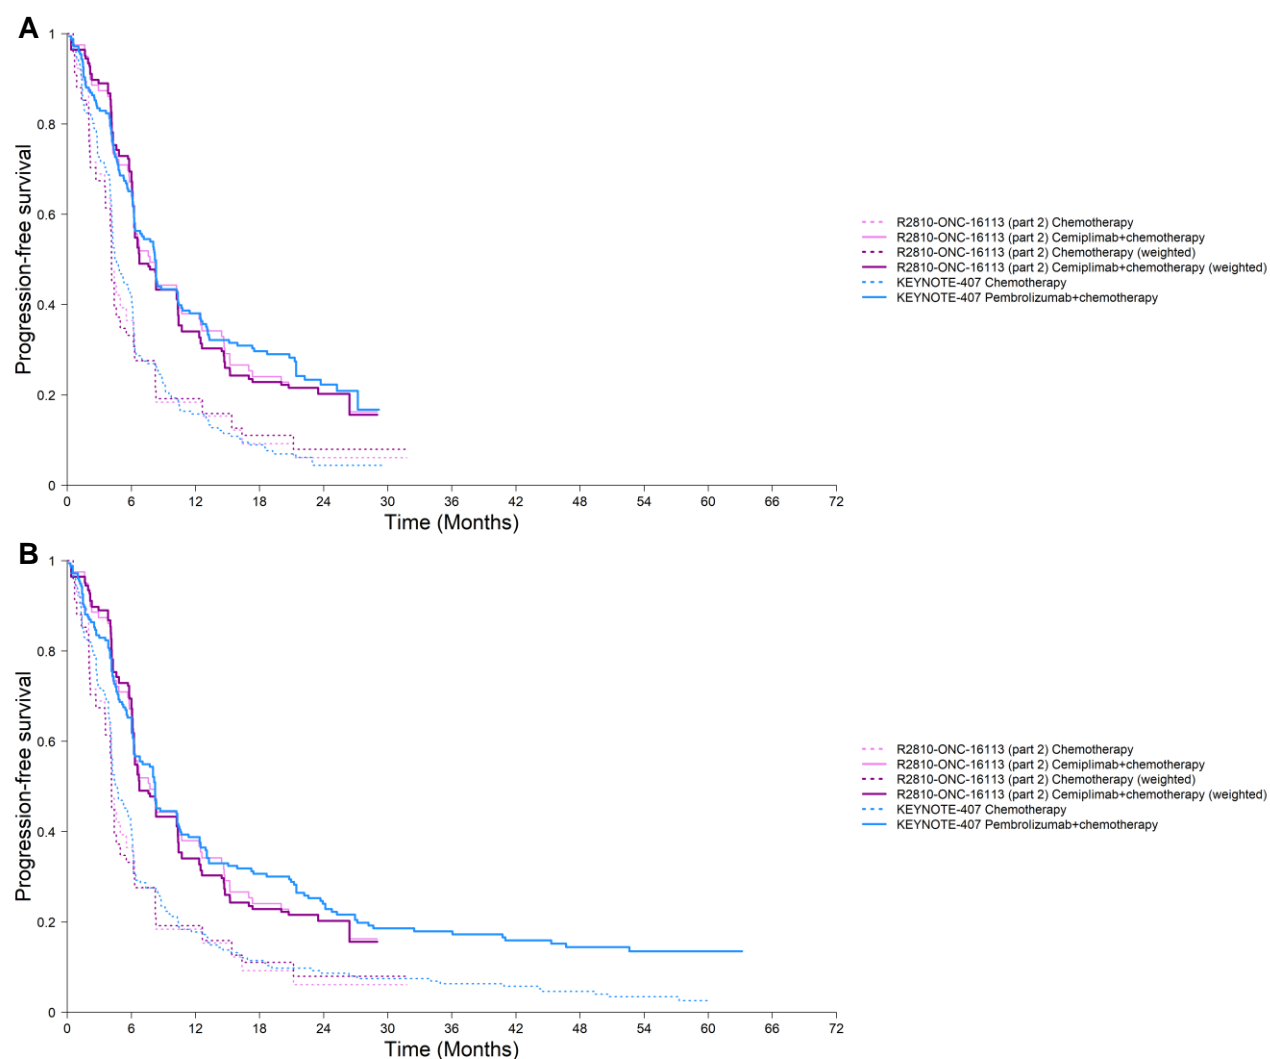 A
1
0.8
0.6
0.4
0.2
0
Progression-free survival
0 6 12 18 24 30 36 42 48 54 60 66 72
Time (Months)
R2810-ONC-16113 (part 2) Chemotherapy
R2810-ONC-16113 (part 2) Cemiplimab+chemotherapy
R2810-ONC-16113 (part 2) Chemotherapy (weighted)
R2810-ONC-16113 (part 2) Cemiplimab+chemotherapy (weighted)
KEYNOTE-407 Chemotherapy
KEYNOTE-407 Pembrolizumab+chemotherapy
B
1
0.8
0.6
0.4
0.2
0
Progression-free survival
0 6 12 18 24 30 36 42 48 54 60 66 72
Time (Months)
R2810-ONC-16113 (part 2) Chemotherapy
R2810-ONC-16113 (part 2) Cemiplimab+chemotherapy
R2810-ONC-16113 (part 2) Chemotherapy (weighted)
R2810-ONC-16113 (part 2) Cemiplimab+chemotherapy (weighted)
KEYNOTE-407 Chemotherapy
KEYNOTE-407 Pembrolizumab+chemotherapy